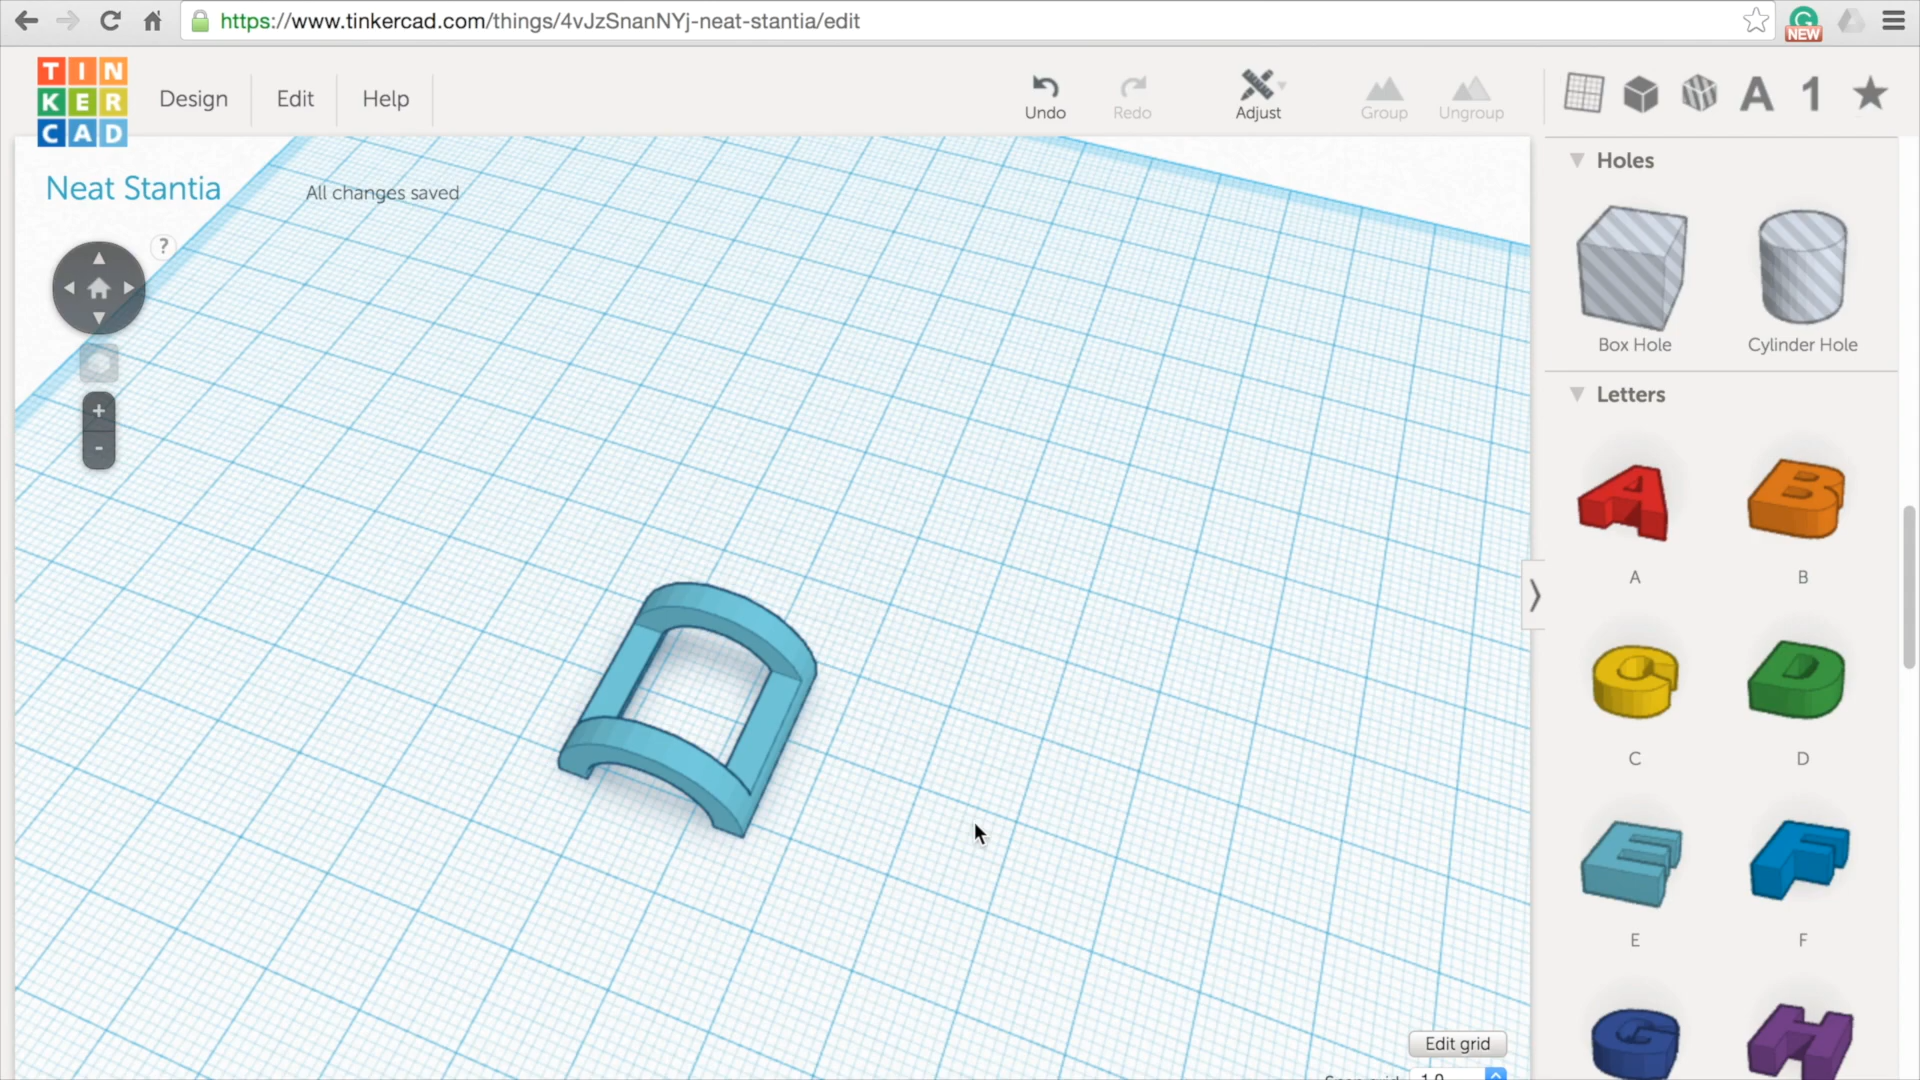 https://www.tinkercad.com/things/4vJzSnanNYj-neat-stantia/edit
NEW
TIN
KER
CAD
Design
Edit
Help
Undo
Redo
Adjust
Group
Ungroup
A
1
Neat Stantia
All changes saved
?
+
-
Holes
Box Hole
Cylinder Hole
Letters
A
B
C
D
E
F
Edit grid